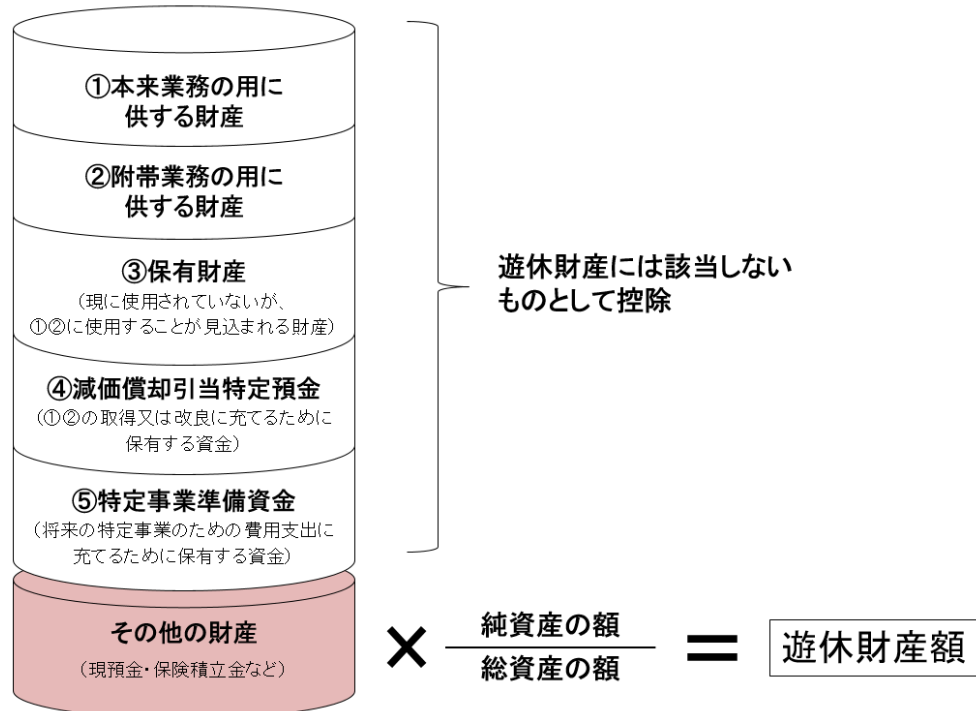 ①本来業務の用に
供する財産
②附帯業務の用に
供する財産
③保有財産
（現に使用されていないが、
①②に使用することが見込まれる財産）
④減価償却引当特定預金
（①②の取得又は改良に充てるために
保有する資金）
⑤特定事業準備資金
（将来の特定事業のための費用支出に
充てるために保有する資金）
遊休財産には該当しない
ものとして控除
その他の財産
（現預金・保険積立金など）
×
純資産の額
総資産の額
＝
遊休財産額